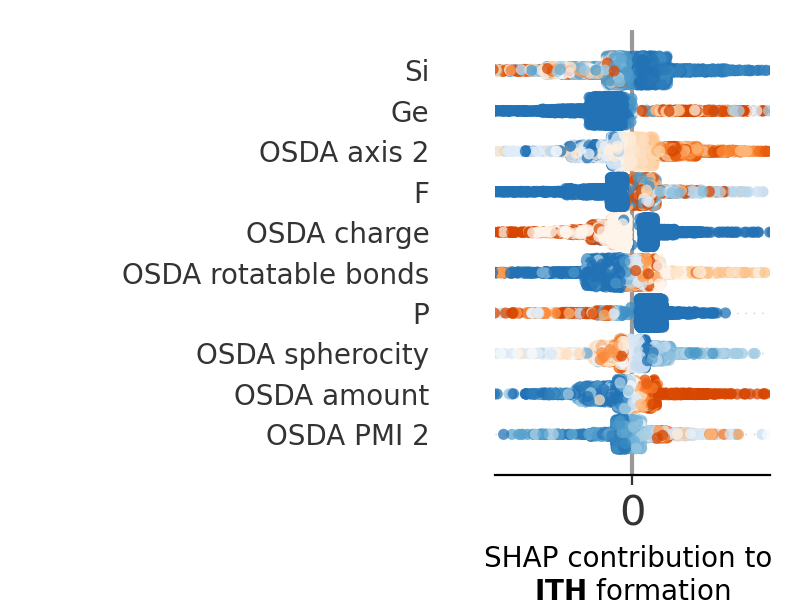 Si
Ge
OSDA axis 2
F
OSDA charge
OSDA rotatable bonds
P
OSDA spherocity
OSDA amount
OSDA PMI 2
0
SHAP contribution to
ITH formation